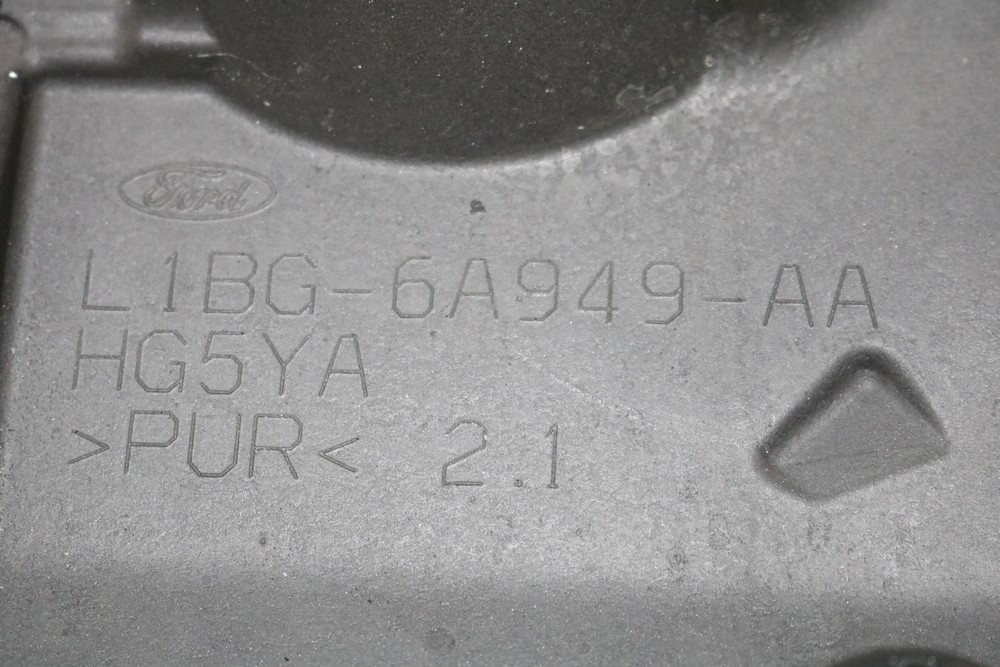 Ford
L1BG-6A949-AA
HG5YA
>PUR< 2.1